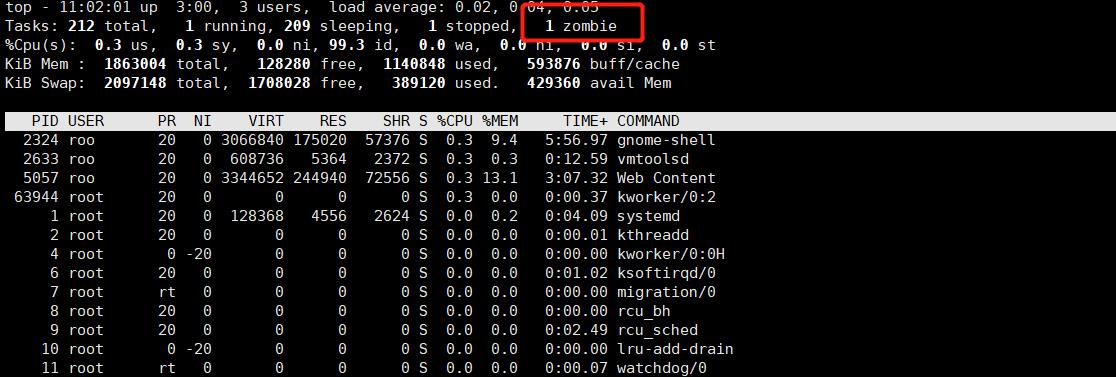 top - 11:02:01 up  3:00,  3 users,  load average: 0.02, 0.04, 0.05
Tasks: 212 total,   1 running, 209 sleeping,   1 stopped,   1 zombie
%Cpu(s):  0.3 us,  0.3 sy,  0.0 ni, 99.3 id,  0.0 wa,  0.0 hi,  0.0 si,  0.0 st
KiB Mem :  1863004 total,   128280 free,  1140848 used,   593876 buff/cache
KiB Swap:  2097148 total,  1708028 free,   389120 used.   429360 avail Mem
PID USER PR NI VIRT RES SHR S %CPU %MEM TIME+ COMMAND
2324 roo 20 0 3066840 175020 57376 S 0.3 9.4 5:56.97 gnome-shell
2633 roo 20 0 608736 5364 2372 S 0.3 0.3 0:12.59 vmtoolsd
5057 roo 20 0 3344652 244940 72556 S 0.3 13.1 3:07.32 Web Content
63944 root 20 0 0 0 0 S 0.3 0.0 0:00.37 kworker/0:2
1 root 20 0 128368 4556 2624 S 0.0 0.2 0:04.09 systemd
2 root 20 0 0 0 0 S 0.0 0.0 0:00.01 kthreadd
4 root 0 -20 0 0 0 S 0.0 0.0 0:00.00 kworker/0:0H
6 root 20 0 0 0 0 S 0.0 0.0 0:01.02 ksoftirqd/0
7 root rt 0 0 0 0 S 0.0 0.0 0:00.00 migration/0
8 root 20 0 0 0 0 S 0.0 0.0 0:00.00 rcu_bh
9 root 20 0 0 0 0 S 0.0 0.0 0:02.49 rcu_sched
10 root 0 -20 0 0 0 S 0.0 0.0 0:00.00 lru-add-drain
11 root rt 0 0 0 0 S 0.0 0.0 0:00.07 watchdog/0